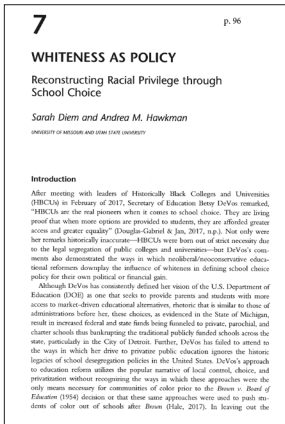 7
p. 96
WHITENESS AS POLICY
Reconstructing Racial Privilege through
School Choice
Sarah Diem and Andrea M. Hawkman
UNIVERSITY OF MISSOURI AND UTAH STATE UNIVERSITY
Introduction
After meeting with leaders of Historically Black Colleges and Universities
(HBCUs) in February of 2017, Secretary of Education Betsy DeVos remarked,
"HBCUs are the real pioneers when it comes to school choice. They are living
proof that when more options are provided to students, they are afforded greater
access and greater equality" (Douglas-Gabriel & Jan, 2017, n.p.). Not only were
her remarks historically inaccurate—HBCUs were born out of strict necessity due
to the legal segregation of public colleges and universities—but DeVos's com-
ments also demonstrated the ways in which neoliberal/neoconservative educa-
tional reformers downplay the influence of whiteness in defining school choice
policy for their own political or financial gain.
Although DeVos has consistently defined her vision of the U.S. Department of
Education (DOE) as one that seeks to provide parents and students with more
access to market-driven educational alternatives, rhetoric that is similar to those of
administrations before her, these choices, as evidenced in the State of Michigan,
result in increased federal and state funds being funneled to private, parochial, and
charter schools thus bankrupting the traditional publicly funded schools across the
state, particularly in the City of Detroit. Further, DeVos has failed to attend to
the ways in which her drive to privatize public education ignores the historic
legacies of school desegregation policies in the United States. DeVos's approach
to education reform utilizes the popular narrative of local control, choice, and
privatization without recognizing the ways in which these approaches were the
only means necessary for communities of color prior to the Brown v. Board of
Education (1954) decision or that these same approaches were used to push stu-
dents of color out of schools after Brown (Hale, 2017). In leaving out the